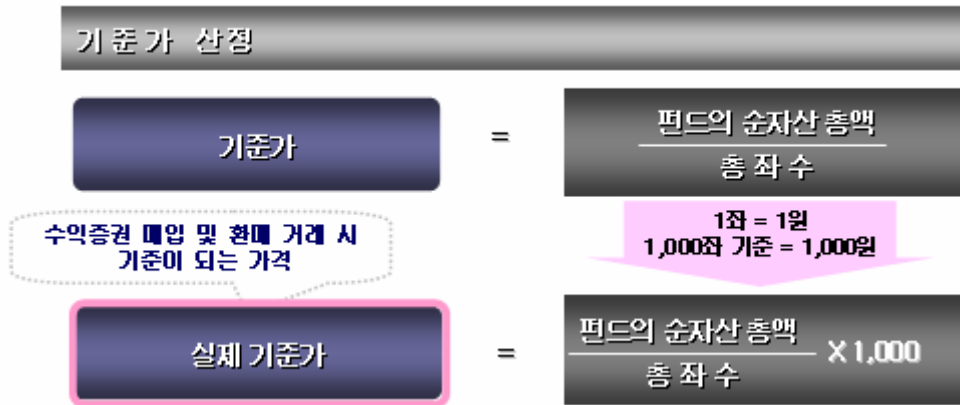 기준가 산정
기준가
=
펀드의 순자산 총액
총 좌 수
수익증권 매입 및 환매 거래 시
기준이 되는 가격
1좌 = 1원
1,000좌 기준 = 1,000원
실제 기준가
=
펀드의 순자산 총액
총 좌 수
X 1,000